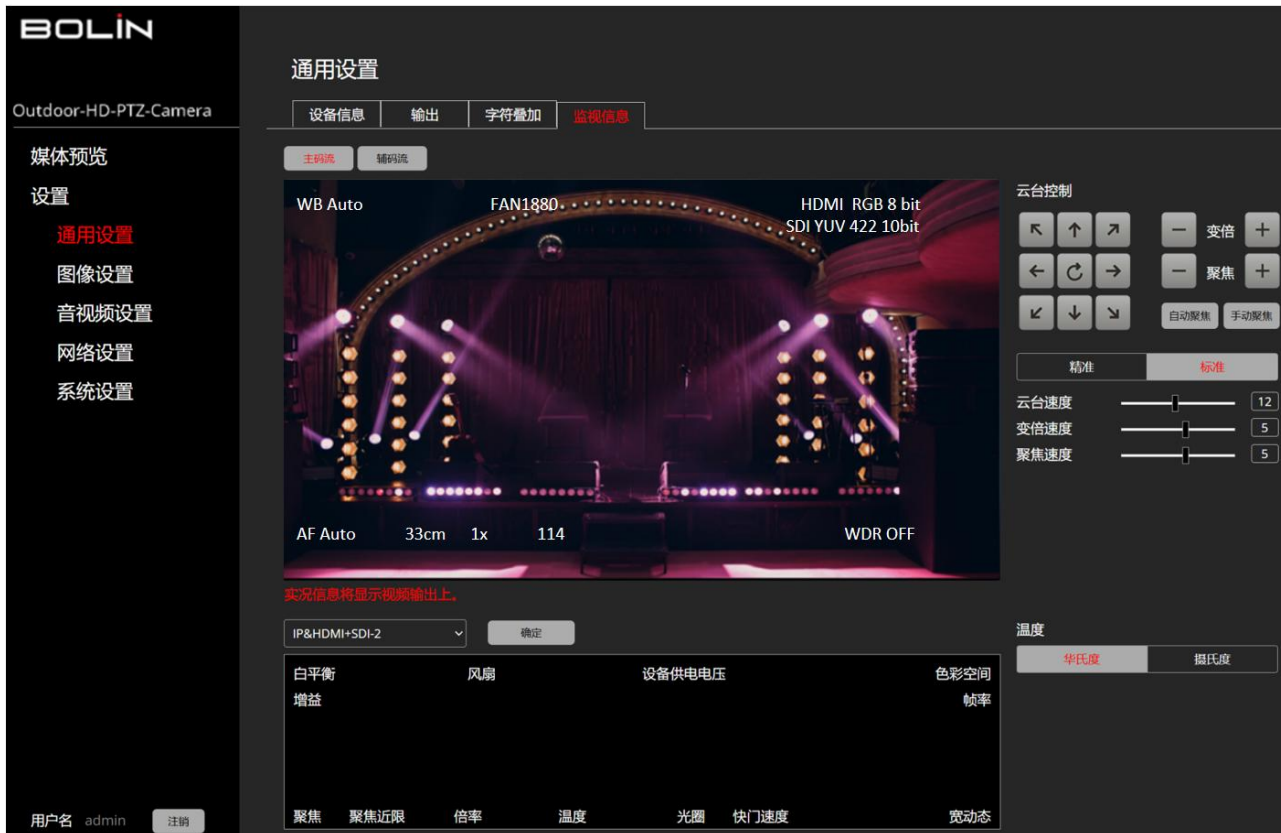 BOLIN
Outdoor-HD-PTZ-Camera
媒体预览
设置
通用设置
图像设置
音视频设置
网络设置
系统设置
用户名 admin 注销
通用设置
设备信息 输出 字符叠加 监视信息
主码流 辅码流
WB Auto FAN1880 HDMI RGB 8 bit
SDI YUV 422 10bit
AF Auto 33cm 1x 114 WDR OFF
实况信息将显示视频输出上。
IP&HDMI+SDI-2 确定
白平衡 风扇 设备供电电压 色彩空间
增益 帧率
聚焦 聚焦近限 倍率 温度 光圈 快门速度 宽动态
云台控制
变倍
聚焦
自动聚焦 手动聚焦
精准 标准
云台速度 12
变倍速度 5
聚焦速度 5
温度
华氏度 摄氏度